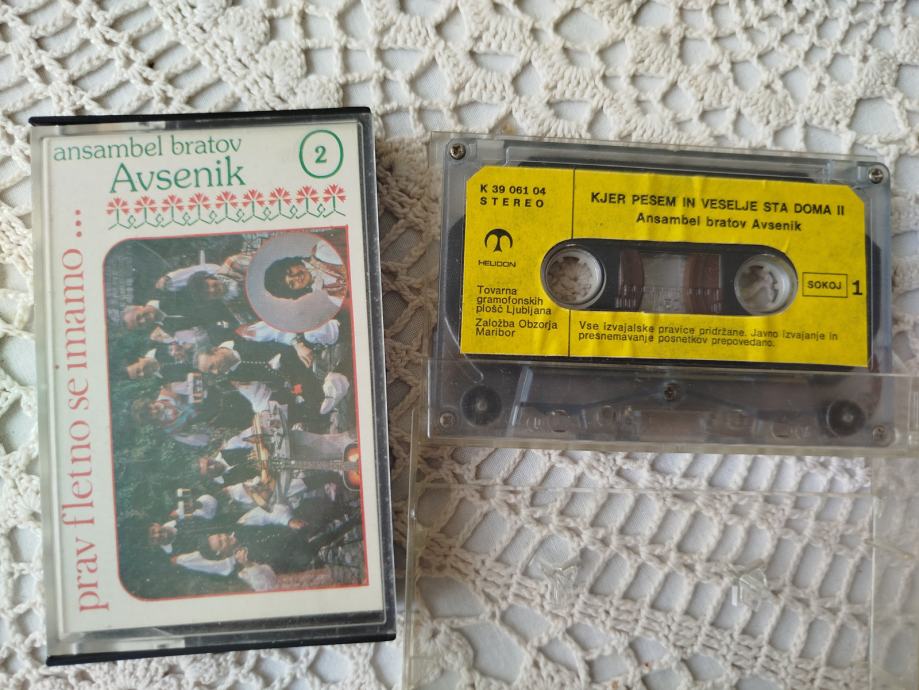 ansambel bratov
Avsenik
2
prav fletno se imamo...
K 39 061 04
STEREO
KJER PESEM IN VESELJE STA DOMA II
Ansambel bratov Avsenik
HELIDON
SOKOJ
1
Tovarna
gramofonskih
plošč Ljubljana
Založba Obzorja
Maribor
Vse izvajalske pravice pridržane. Javno izvajanje in
presnemavanje posnetkov prepovedano.